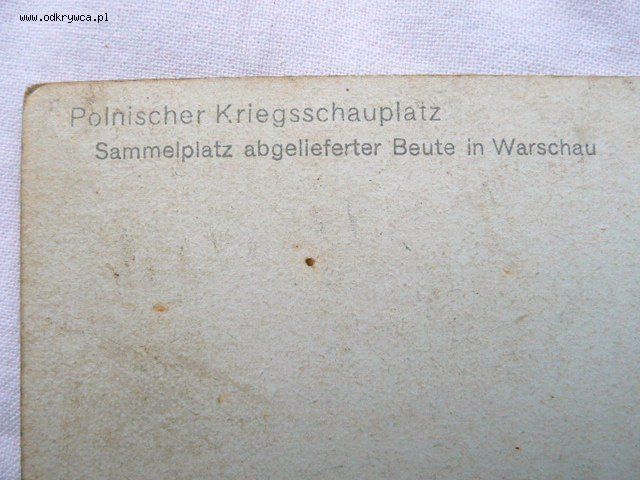 www.odkrywca.pl
Polnischer Kriegsschauplatz
Sammelplatz abgelieferter Beute in Warschau